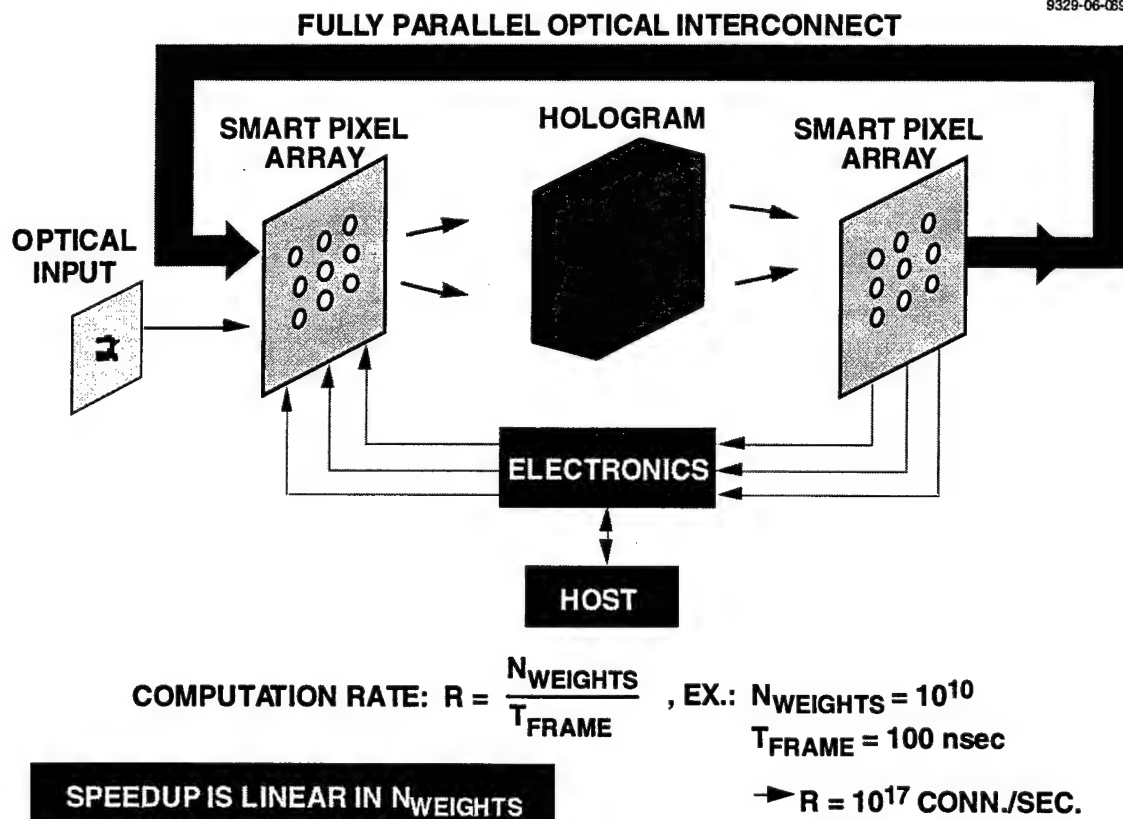 9329-06-069
FULLY PARALLEL OPTICAL INTERCONNECT
SMART PIXEL
ARRAY
HOLOGRAM
SMART PIXEL
ARRAY
OPTICAL
INPUT
2
ELECTRONICS
HOST
COMPUTATION RATE: R = N_WEIGHTS / T_FRAME , EX.: N_WEIGHTS = 10^10
T_FRAME = 100 nsec
→ R = 10^17 CONN./SEC.
SPEEDUP IS LINEAR IN N_WEIGHTS